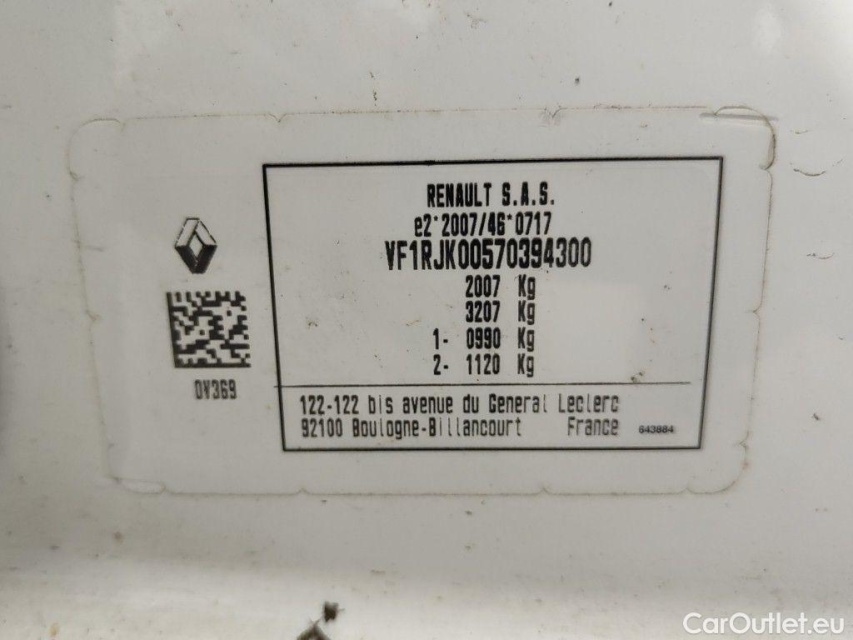 RENAULT S.A.S.
e2*2007/46*0717
VF1RJK00570394300
2007 Kg
3207 Kg
1- 0990 Kg
2- 1120 Kg
DV369
122-122 bis avenue du General Leclerc
92100 Boulogne-Billancourt France 643884
CarOutlet.eu